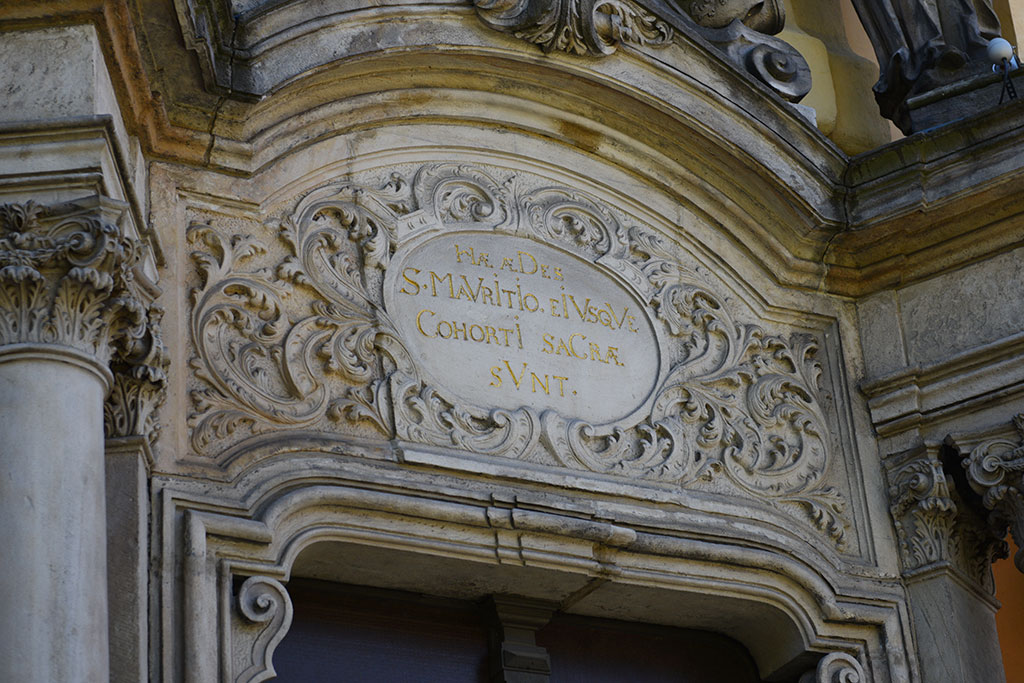 HÆ ÆDES
S. MAVrItIo. EIVsqVE
CohortI saCræ
sVnt.